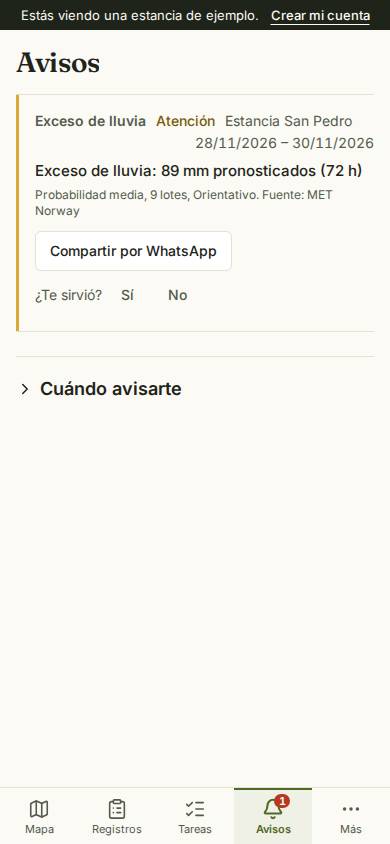 Estás viendo una estancia de ejemplo. Crear mi cuenta
Avisos
Exceso de lluvia Atención Estancia San Pedro
28/11/2026 – 30/11/2026
Exceso de lluvia: 89 mm pronosticados (72 h)
Probabilidad media, 9 lotes, Orientativo. Fuente: MET
Norway
Compartir por WhatsApp
¿Te sirvió? Sí No
Cuándo avisarte
1
Mapa Registros Tareas Avisos Más